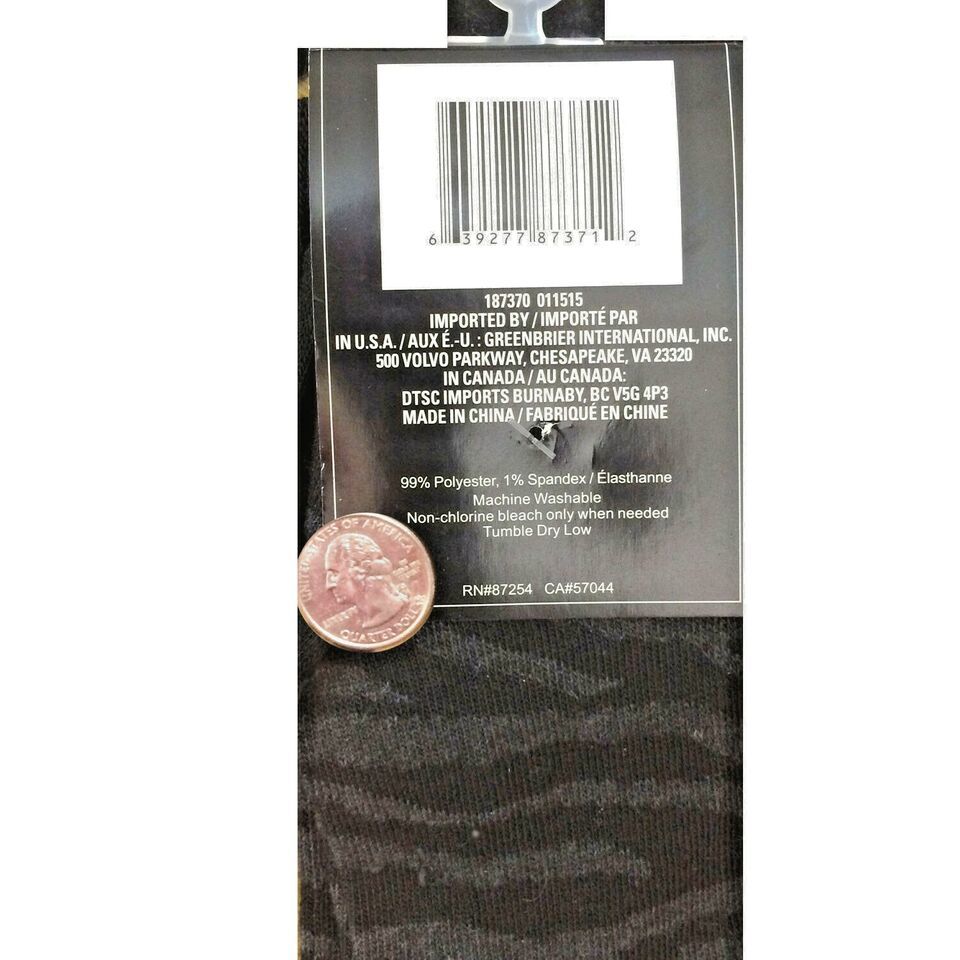 6 39277 87371 2
187370 011515
IMPORTED BY / IMPORTÉ PAR
IN U.S.A. / AUX É.-U. : GREENBRIER INTERNATIONAL, INC.
500 VOLVO PARKWAY, CHESAPEAKE, VA 23320
IN CANADA / AU CANADA:
DTSC IMPORTS BURNABY, BC V5G 4P3
MADE IN CHINA / FABRIQUÉ EN CHINE
99% Polyester, 1% Spandex / Élasthanne
Machine Washable
Non-chlorine bleach only when needed
Tumble Dry Low
RN#87254 CA#57044
UNITED STATES OF AMERICA
LIBERTY
QUARTER DOLLAR